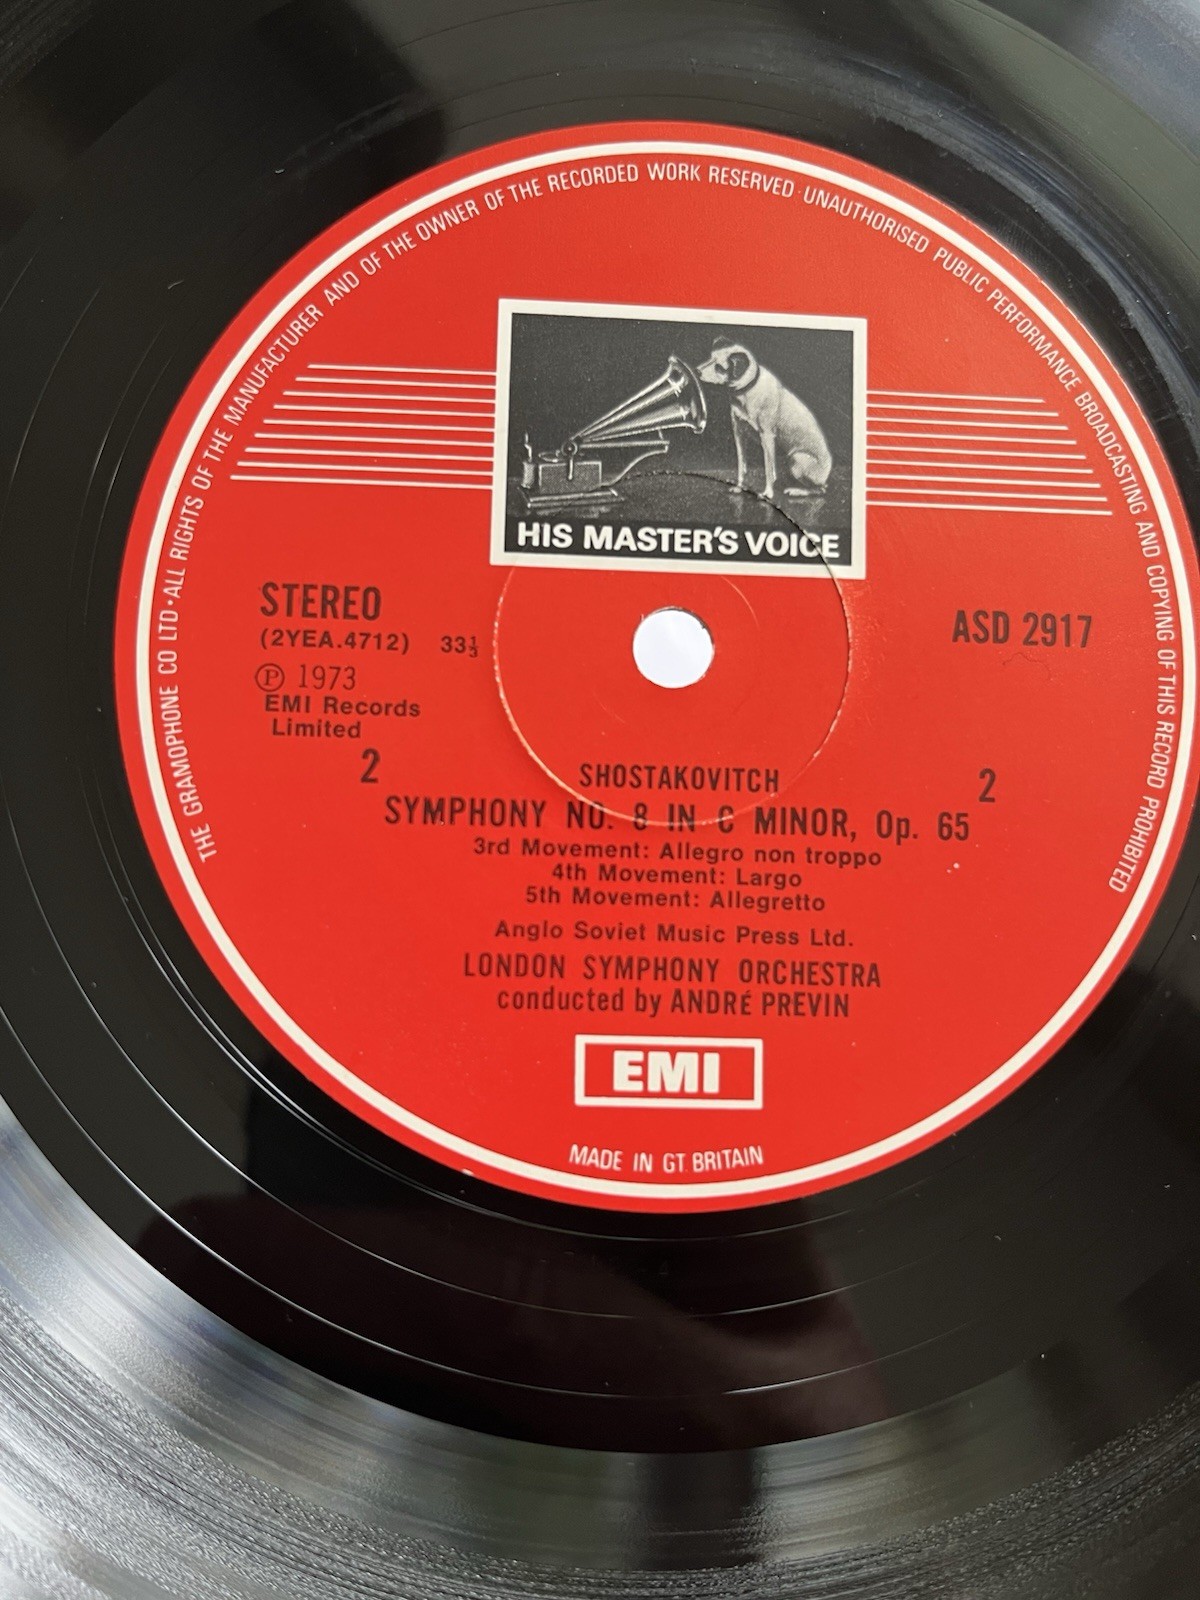 THE GRAMOPHONE CO LTD · ALL RIGHTS OF THE MANUFACTURER AND OF THE OWNER OF THE RECORDED WORK RESERVED · UNAUTHORISED PUBLIC PERFORMANCE BROADCASTING AND COPYING OF THIS RECORD PROHIBITED
HIS MASTER'S VOICE
STEREO
(2YEA.4712) 33⅓
℗ 1973
EMI Records
Limited
ASD 2917
2
2
SHOSTAKOVITCH
SYMPHONY NO. 8 IN C MINOR, Op. 65
3rd Movement: Allegro non troppo
4th Movement: Largo
5th Movement: Allegretto
Anglo Soviet Music Press Ltd.
LONDON SYMPHONY ORCHESTRA
conducted by ANDRÉ PREVIN
EMI
MADE IN GT. BRITAIN